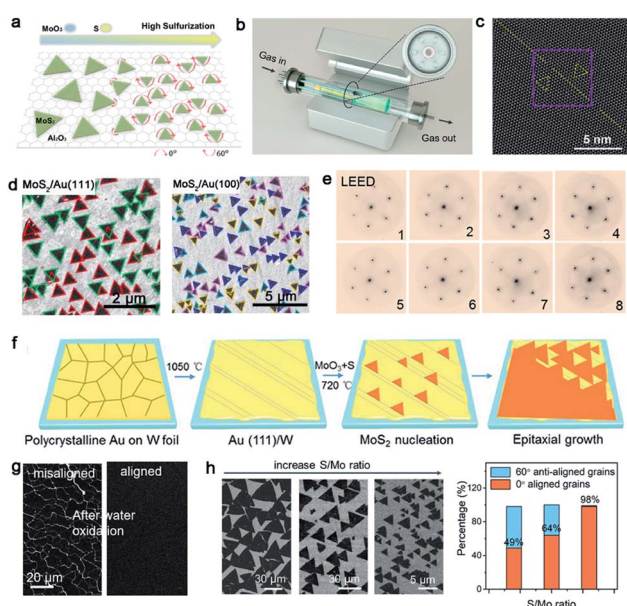 a
MoO₃
S
High Sulfurization
MoS₂
Al₂O₃
0°
60°
b
Gas in
Gas out
c
5 nm
d
MoS₂/Au(111)
2 μm
MoS₂/Au(100)
5 μm
e
LEED
1
2
3
4
5
6
7
8
f
1050 ℃
MoO₃+S
720 ℃
Polycrystalline Au on W foil
Au (111)/W
MoS₂ nucleation
Epitaxial growth
g
misaligned
aligned
After water
oxidation
20 μm
h
increase S/Mo ratio
30 μm
30 μm
5 μm
60° anti-aligned grains
0° aligned grains
Percentage (%)
120
80
40
0
49%
64%
98%
S/Mo ratio